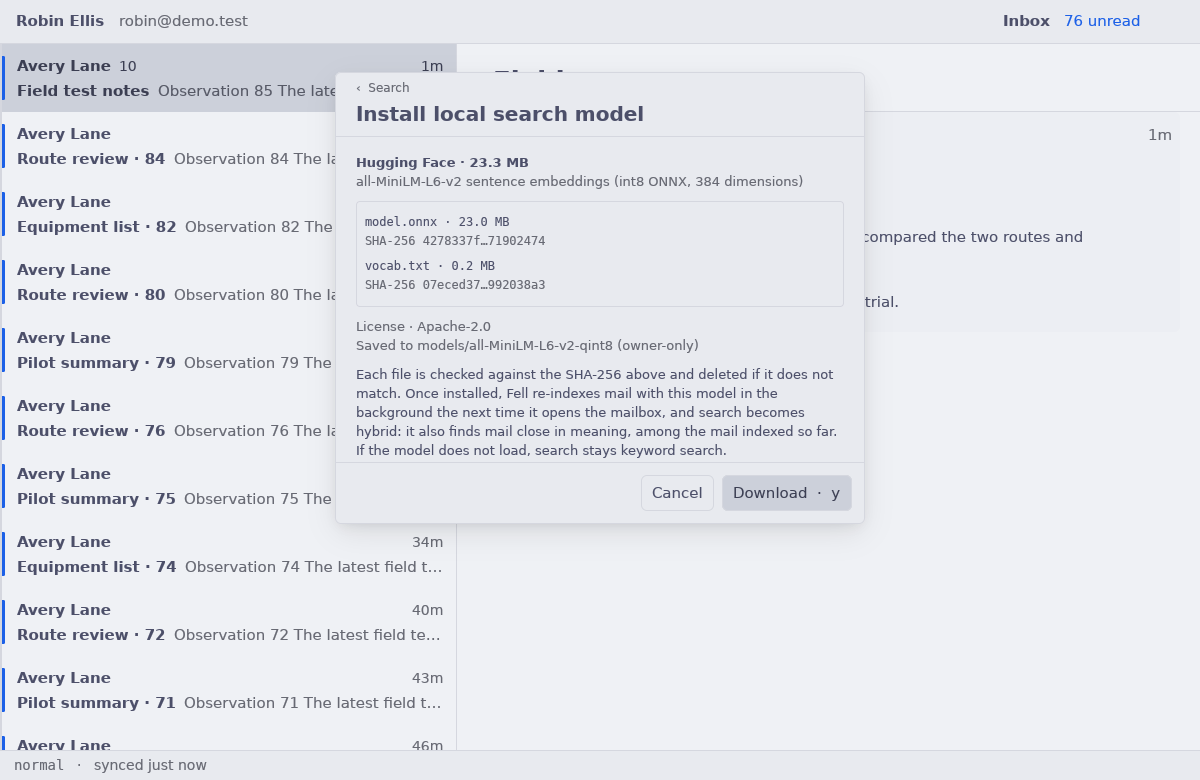 Robin Ellis robin@demo.test
Inbox 76 unread
Avery Lane 10 1m
Field test notes Observation 85 The late
Avery Lane
Route review · 84 Observation 84 The la
Avery Lane
Equipment list · 82 Observation 82 The
Avery Lane
Route review · 80 Observation 80 The la
Avery Lane
Pilot summary · 79 Observation 79 The
Avery Lane
Route review · 76 Observation 76 The la
Avery Lane
Pilot summary · 75 Observation 75 The
Avery Lane 34m
Equipment list · 74 Observation 74 The latest field t…
Avery Lane 40m
Route review · 72 Observation 72 The latest field te…
Avery Lane 43m
Pilot summary · 71 Observation 71 The latest field t…
Avery Lane 46m
‹ Search
Install local search model
Hugging Face · 23.3 MB
all-MiniLM-L6-v2 sentence embeddings (int8 ONNX, 384 dimensions)
model.onnx · 23.0 MB
SHA-256 4278337f…71902474
vocab.txt · 0.2 MB
SHA-256 07eced37…992038a3
License · Apache-2.0
Saved to models/all-MiniLM-L6-v2-qint8 (owner-only)
Each file is checked against the SHA-256 above and deleted if it does not
match. Once installed, Fell re-indexes mail with this model in the
background the next time it opens the mailbox, and search becomes
hybrid: it also finds mail close in meaning, among the mail indexed so far.
If the model does not load, search stays keyword search.
Cancel
Download · y
1m
compared the two routes and
trial.
normal · synced just now